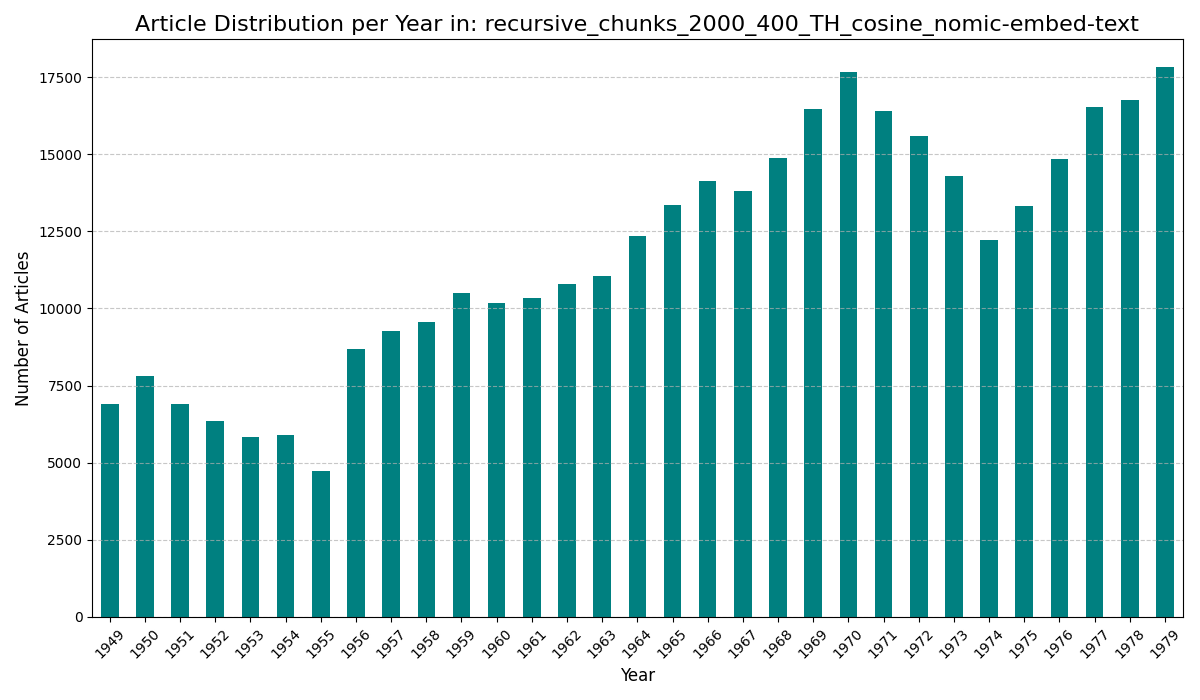 Article Distribution per Year in: recursive_chunks_2000_400_TH_cosine_nomic-embed-text
17500
15000
12500
10000
7500
5000
2500
0
Number of Articles
1949 1950 1951 1952 1953 1954 1955 1956 1957 1958 1959 1960 1961 1962 1963 1964 1965 1966 1967 1968 1969 1970 1971 1972 1973 1974 1975 1976 1977 1978 1979
Year